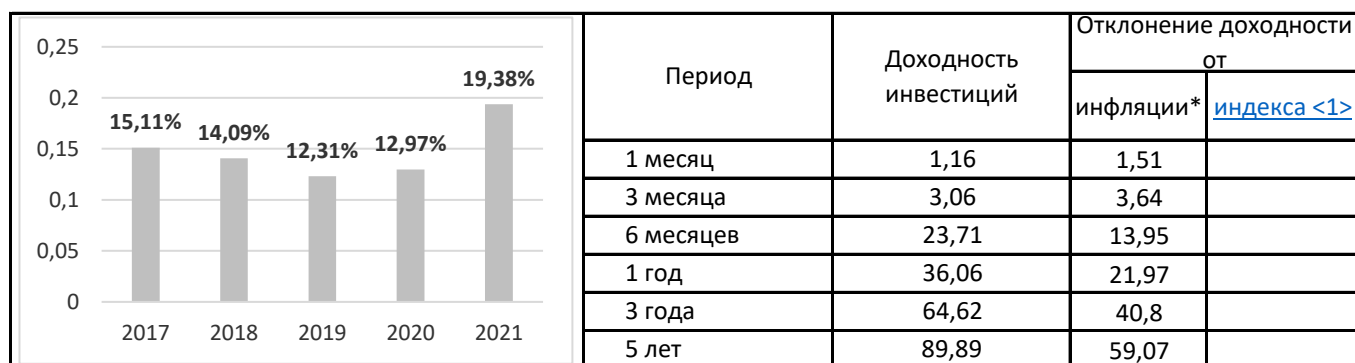 0,25
0,2
0,15
0,1
0,05
0
15,11%
14,09%
12,31%
12,97%
19,38%
2017 2018 2019 2020 2021
Период
Доходность
инвестиций
Отклонение доходности
от
инфляции* индекса <1>
1 месяц 1,16 1,51
3 месяца 3,06 3,64
6 месяцев 23,71 13,95
1 год 36,06 21,97
3 года 64,62 40,8
5 лет 89,89 59,07